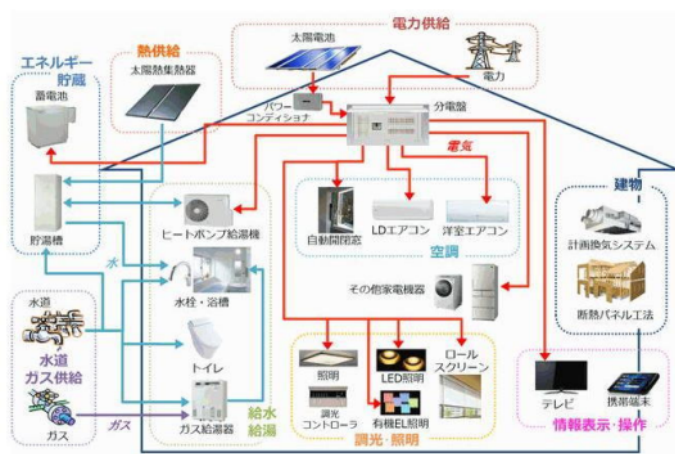 電力供給
太陽電池
電力
熱供給
太陽熱集熱器
エネルギー
貯蔵
蓄電池
パワー
コンディショナ
分電盤
電気
貯湯槽
ヒートポンプ給湯機
水
水栓・浴槽
自動開閉窓
LDエアコン
洋室エアコン
空調
建物
計画換気システム
断熱パネル工法
その他家電機器
水道
水道
ガス供給
ガス
ガス
トイレ
ガス給湯器
給水
給湯
照明
LED照明
ロール
スクリーン
調光
コントローラ
有機EL照明
調光・照明
テレビ
携帯端末
情報表示・操作